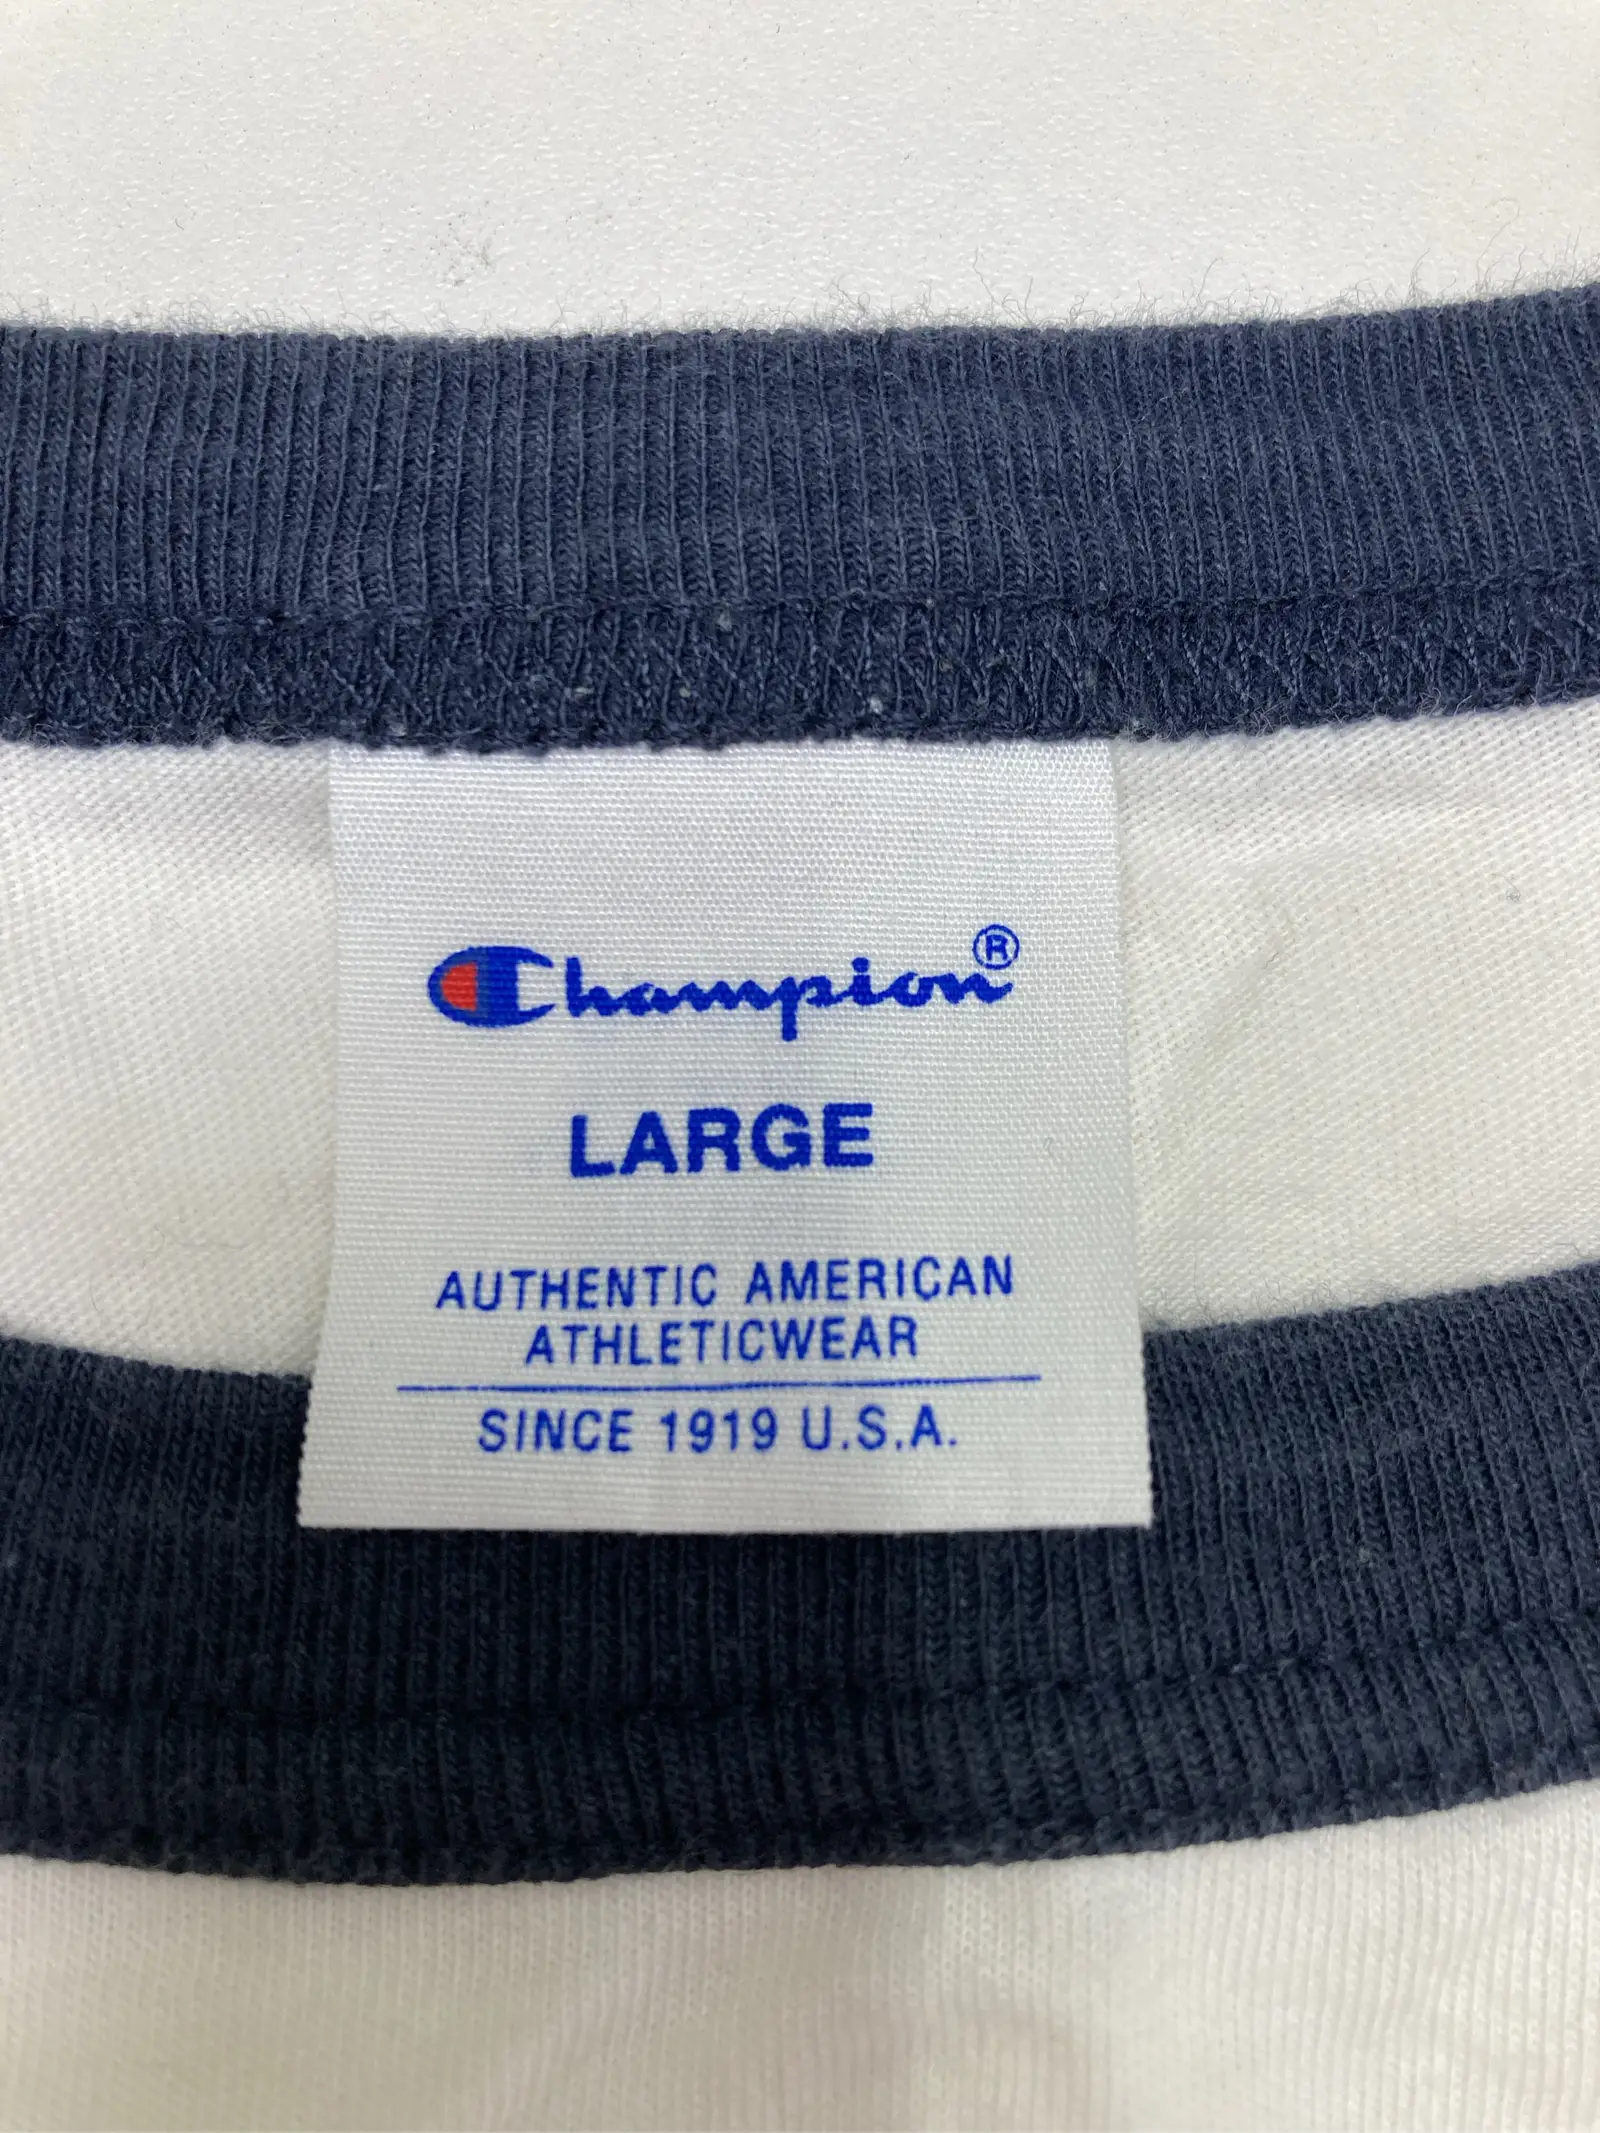 Champion®
LARGE
AUTHENTIC AMERICAN
ATHLETICWEAR
SINCE 1919 U.S.A.